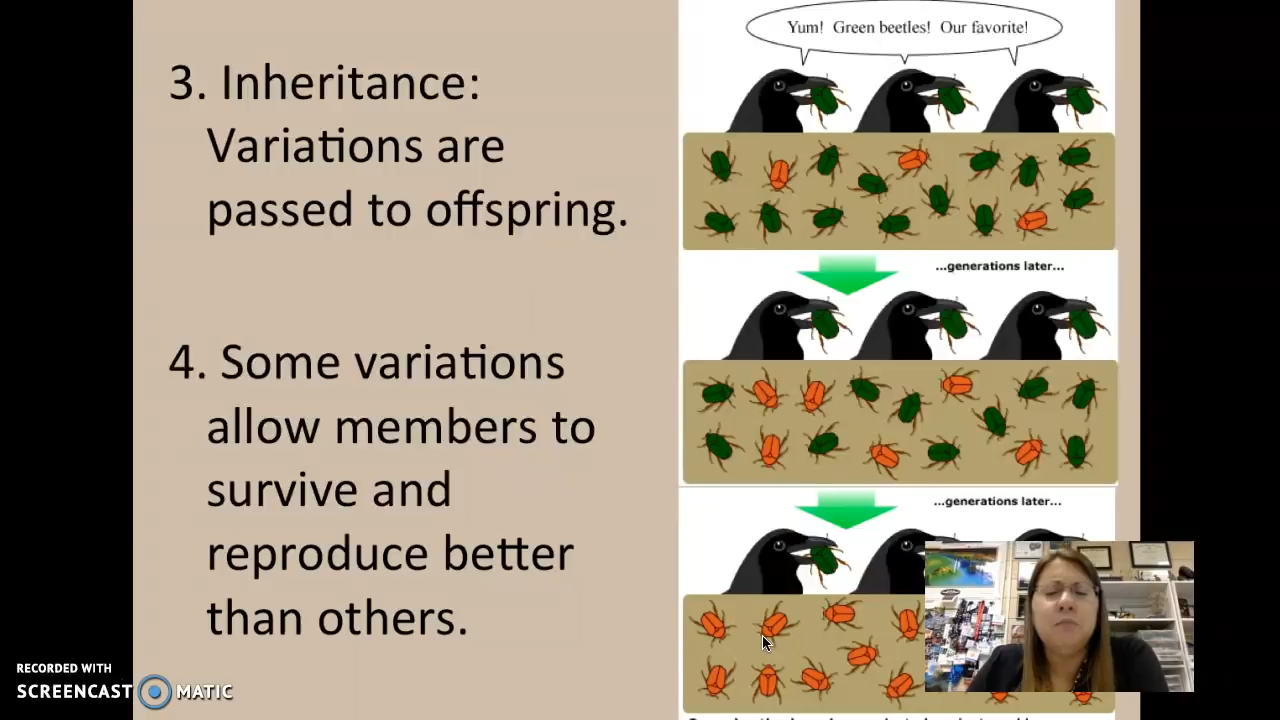 3. Inheritance:
Variations are
passed to offspring.
4. Some variations
allow members to
survive and
reproduce better
than others.
Yum! Green beetles! Our favorite!
...generations later...
...generations later...
RECORDED WITH
SCREENCAST MATIC